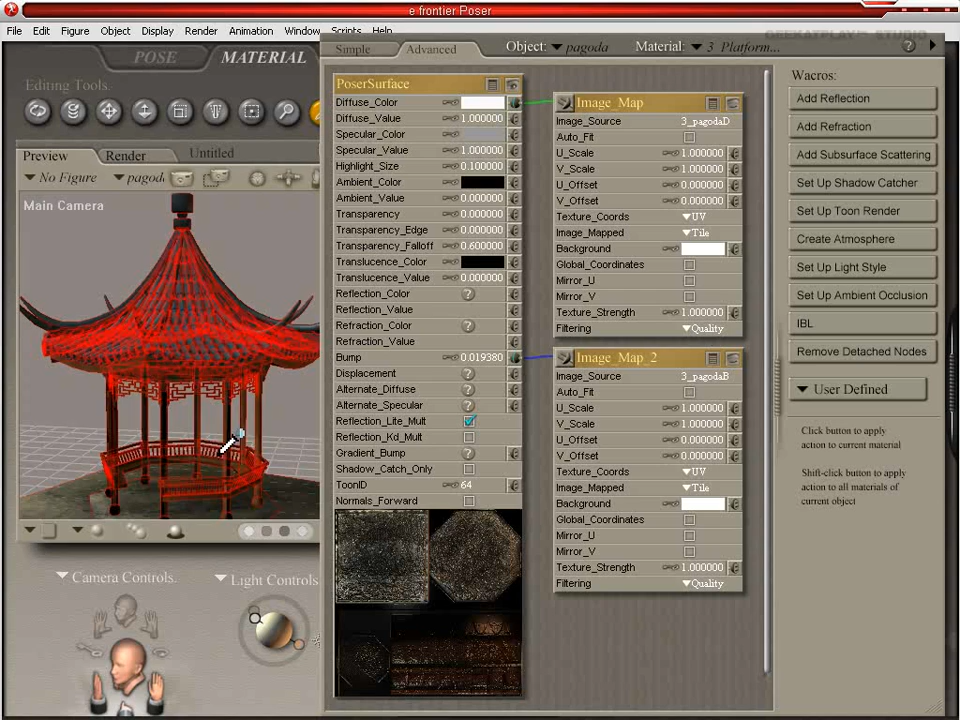 e frontier Poser
File Edit Figure Object Display Render Animation Window Scripts Help
GEEKATPLAY STUDIO
POSE MATERIAL
Simple Advanced Object: pagoda Material: 3_Platform...
Editing Tools.
Preview Render Untitled
No Figure pagod
Main Camera
Camera Controls.
Light Controls
PoserSurface
Diffuse_Color
Diffuse_Value 1.000000
Specular_Color
Specular_Value 1.000000
Highlight_Size 0.100000
Ambient_Color
Ambient_Value 0.000000
Transparency 0.000000
Transparency_Edge 0.000000
Transparency_Falloff 0.600000
Translucence_Color
Translucence_Value 0.000000
Reflection_Color ?
Reflection_Value
Refraction_Color ?
Refraction_Value
Bump 0.019380
Displacement ?
Alternate_Diffuse ?
Alternate_Specular ?
Reflection_Lite_Mult
Reflection_Kd_Mult
Gradient_Bump ?
Shadow_Catch_Only
ToonID 64
Normals_Forward
Image_Map
Image_Source 3_pagodaD
Auto_Fit
U_Scale 1.000000
V_Scale 1.000000
U_Offset 0.000000
V_Offset 0.000000
Texture_Coords UV
Image_Mapped Tile
Background
Global_Coordinates
Mirror_U
Mirror_V
Texture_Strength 1.000000
Filtering Quality
Image_Map_2
Image_Source 3_pagodaB
Auto_Fit
U_Scale 1.000000
V_Scale 1.000000
U_Offset 0.000000
V_Offset 0.000000
Texture_Coords UV
Image_Mapped Tile
Background
Global_Coordinates
Mirror_U
Mirror_V
Texture_Strength 1.000000
Filtering Quality
Wacros:
Add Reflection
Add Refraction
Add Subsurface Scattering
Set Up Shadow Catcher
Set Up Toon Render
Create Atmosphere
Set Up Light Style
Set Up Ambient Occlusion
IBL
Remove Detached Nodes
User Defined
Click button to apply
action to current material
Shift-click button to apply
action to all materials of
current object